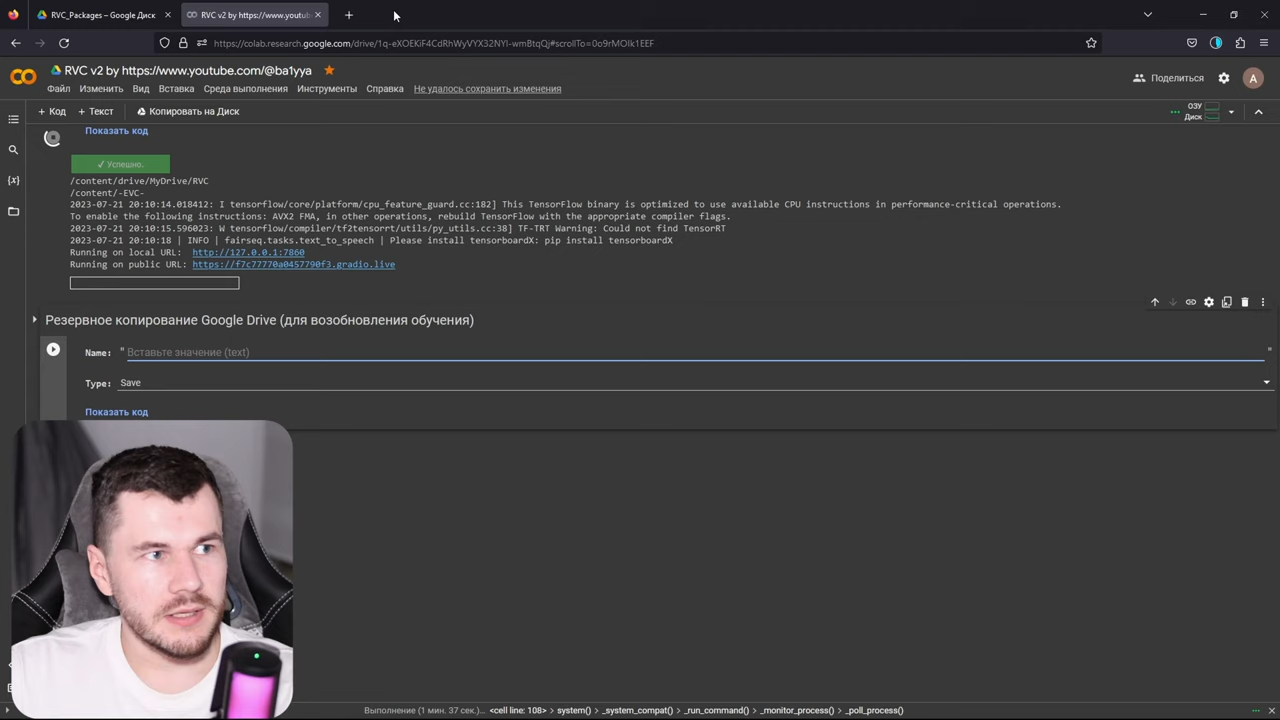 RVC_Packages – Google Диск
RVC v2 by https://www.youtu
https://colab.research.google.com/drive/1q-eXOEKiF4CdRhWyVYX32NYI-wmBtqQj#scrollTo=0o9rMOlk1EEF
RVC v2 by https://www.youtube.com/@ba1yya
Поделиться
A
Файл Изменить Вид Вставка Среда выполнения Инструменты Справка Не удалось сохранить изменения
+ Код + Текст Копировать на Диск
ОЗУ
Диск
Показать код
✓ Успешно.
/content/drive/MyDrive/RVC
/content/-EVC-
2023-07-21 20:10:14.018412: I tensorflow/core/platform/cpu_feature_guard.cc:182] This TensorFlow binary is optimized to use available CPU instructions in performance-critical operations.
To enable the following instructions: AVX2 FMA, in other operations, rebuild TensorFlow with the appropriate compiler flags.
2023-07-21 20:10:15.596023: W tensorflow/compiler/tf2tensorrt/utils/py_utils.cc:38] TF-TRT Warning: Could not find TensorRT
2023-07-21 20:10:18 | INFO | fairseq.tasks.text_to_speech | Please install tensorboardX: pip install tensorboardX
Running on local URL: http://127.0.0.1:7860
Running on public URL: https://f7c77770a0457790f3.gradio.live
Резервное копирование Google Drive (для возобновления обучения)
Name: " Вставьте значение (text) "
Type: Save
Показать код
Выполнение (1 мин. 37 сек.) <cell line: 108> > system() > _system_compat() > _run_command() > _monitor_process() > _poll_process()